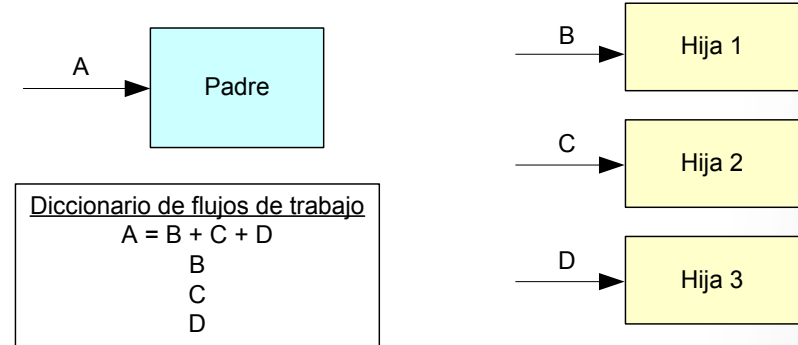 A
Padre
Diccionario de flujos de trabajo
A = B + C + D
B
C
D
B
Hija 1
C
Hija 2
D
Hija 3